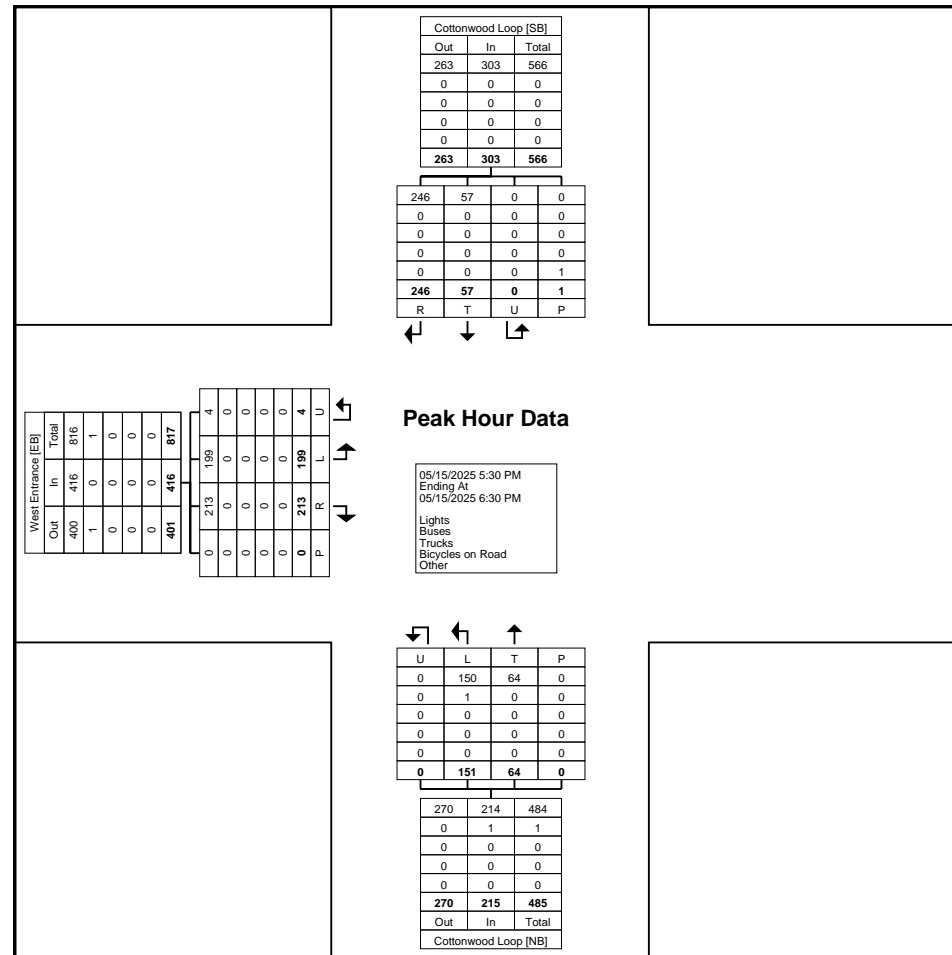 Cottonwood Loop [SB]
Out In Total
263 303 566
0 0 0
0 0 0
0 0 0
0 0 0
263 303 566
246 57 0 0
0 0 0 0
0 0 0 0
0 0 0 0
0 0 0 1
246 57 0 1
R T U P
West Entrance [EB]
Out In Total
400 416 816
1 0 1
0 0 0
0 0 0
0 0 0
401 416 817
0 213 199 4
0 0 0 0
0 0 0 0
0 0 0 0
0 0 0 0
0 213 199 4
P R L U
Peak Hour Data
05/15/2025 5:30 PM
Ending At
05/15/2025 6:30 PM
Lights
Buses
Trucks
Bicycles on Road
Other
U L T P
0 150 64 0
0 1 0 0
0 0 0 0
0 0 0 0
0 0 0 0
0 151 64 0
270 214 484
0 1 1
0 0 0
0 0 0
0 0 0
270 215 485
Out In Total
Cottonwood Loop [NB]